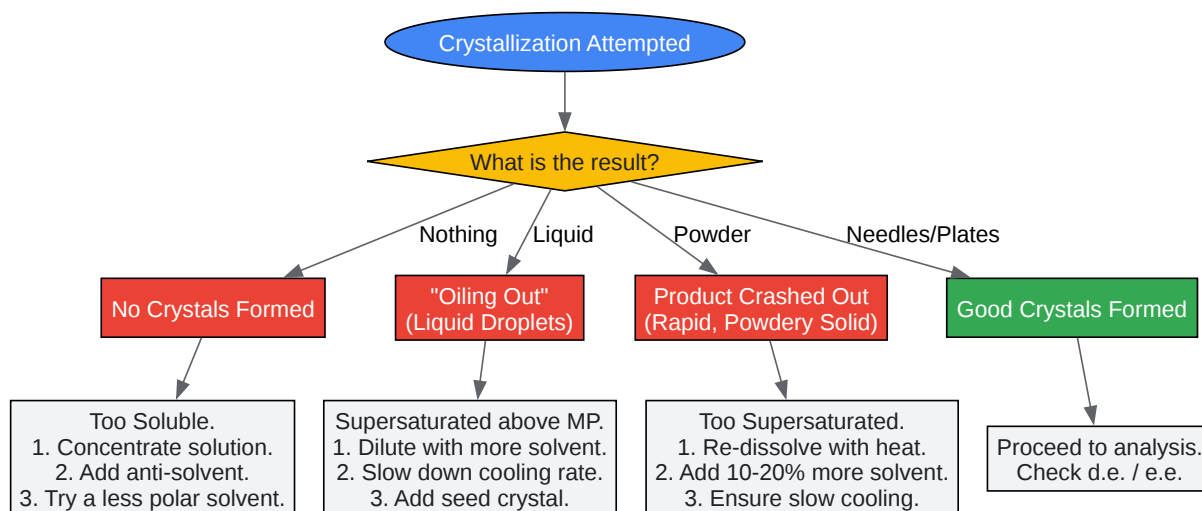 Crystallization Attempted
What is the result?
Nothing
Liquid
Powder
Needles/Plates
No Crystals Formed
"Oiling Out"
(Liquid Droplets)
Product Crashed Out
(Rapid, Powdery Solid)
Good Crystals Formed
Too Soluble.
1. Concentrate solution.
2. Add anti-solvent.
3. Try a less polar solvent.
Supersaturated above MP.
1. Dilute with more solvent.
2. Slow down cooling rate.
3. Add seed crystal.
Too Supersaturated.
1. Re-dissolve with heat.
2. Add 10-20% more solvent.
3. Ensure slow cooling.
Proceed to analysis.
Check d.e. / e.e.